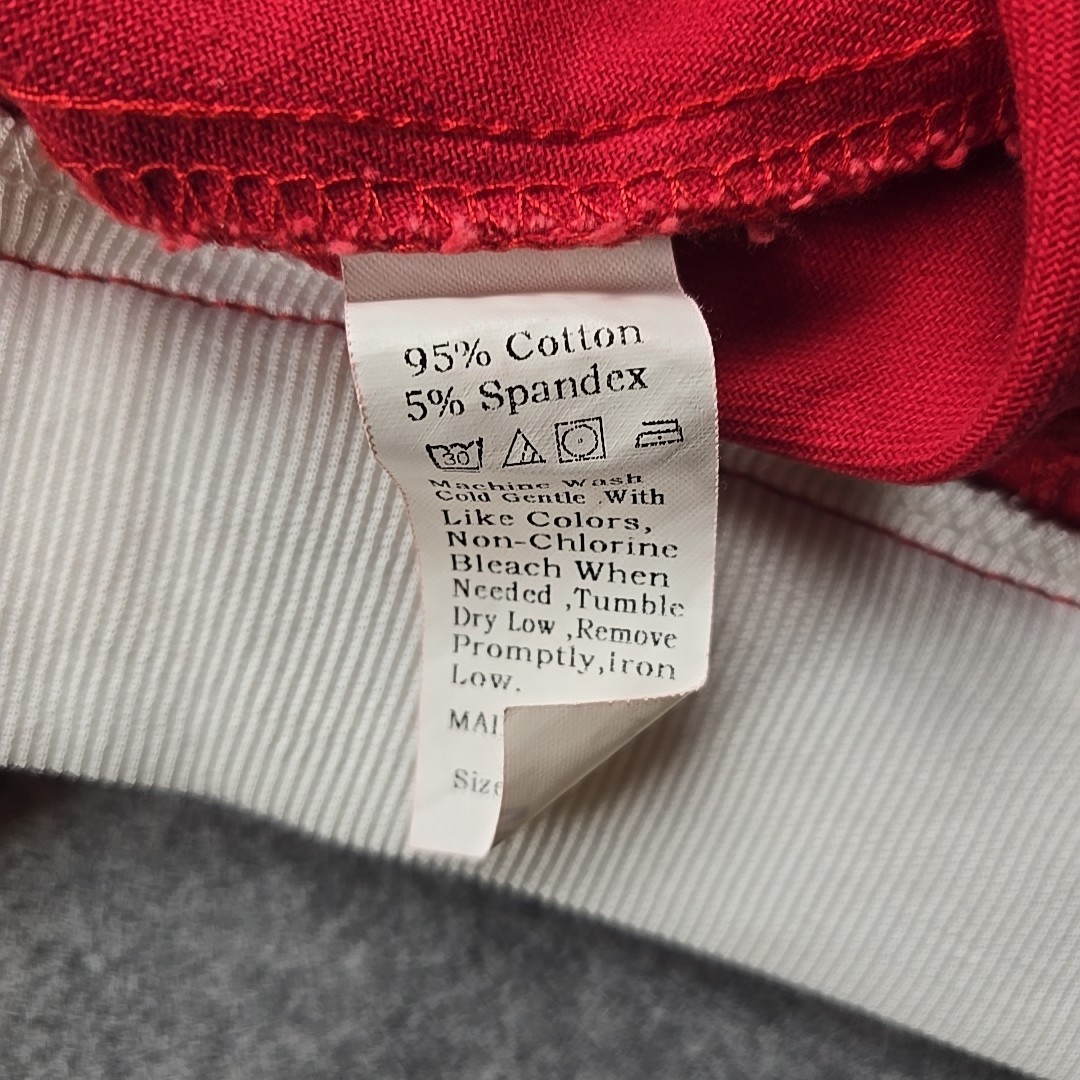 95% Cotton
5% Spandex
30
Machine Wash
Cold Gentle .With
Like Colors,
Non-Chlorine
Bleach When
Needed ,Tumble
Dry Low ,Remove
Promptly,iron
Low.
Size